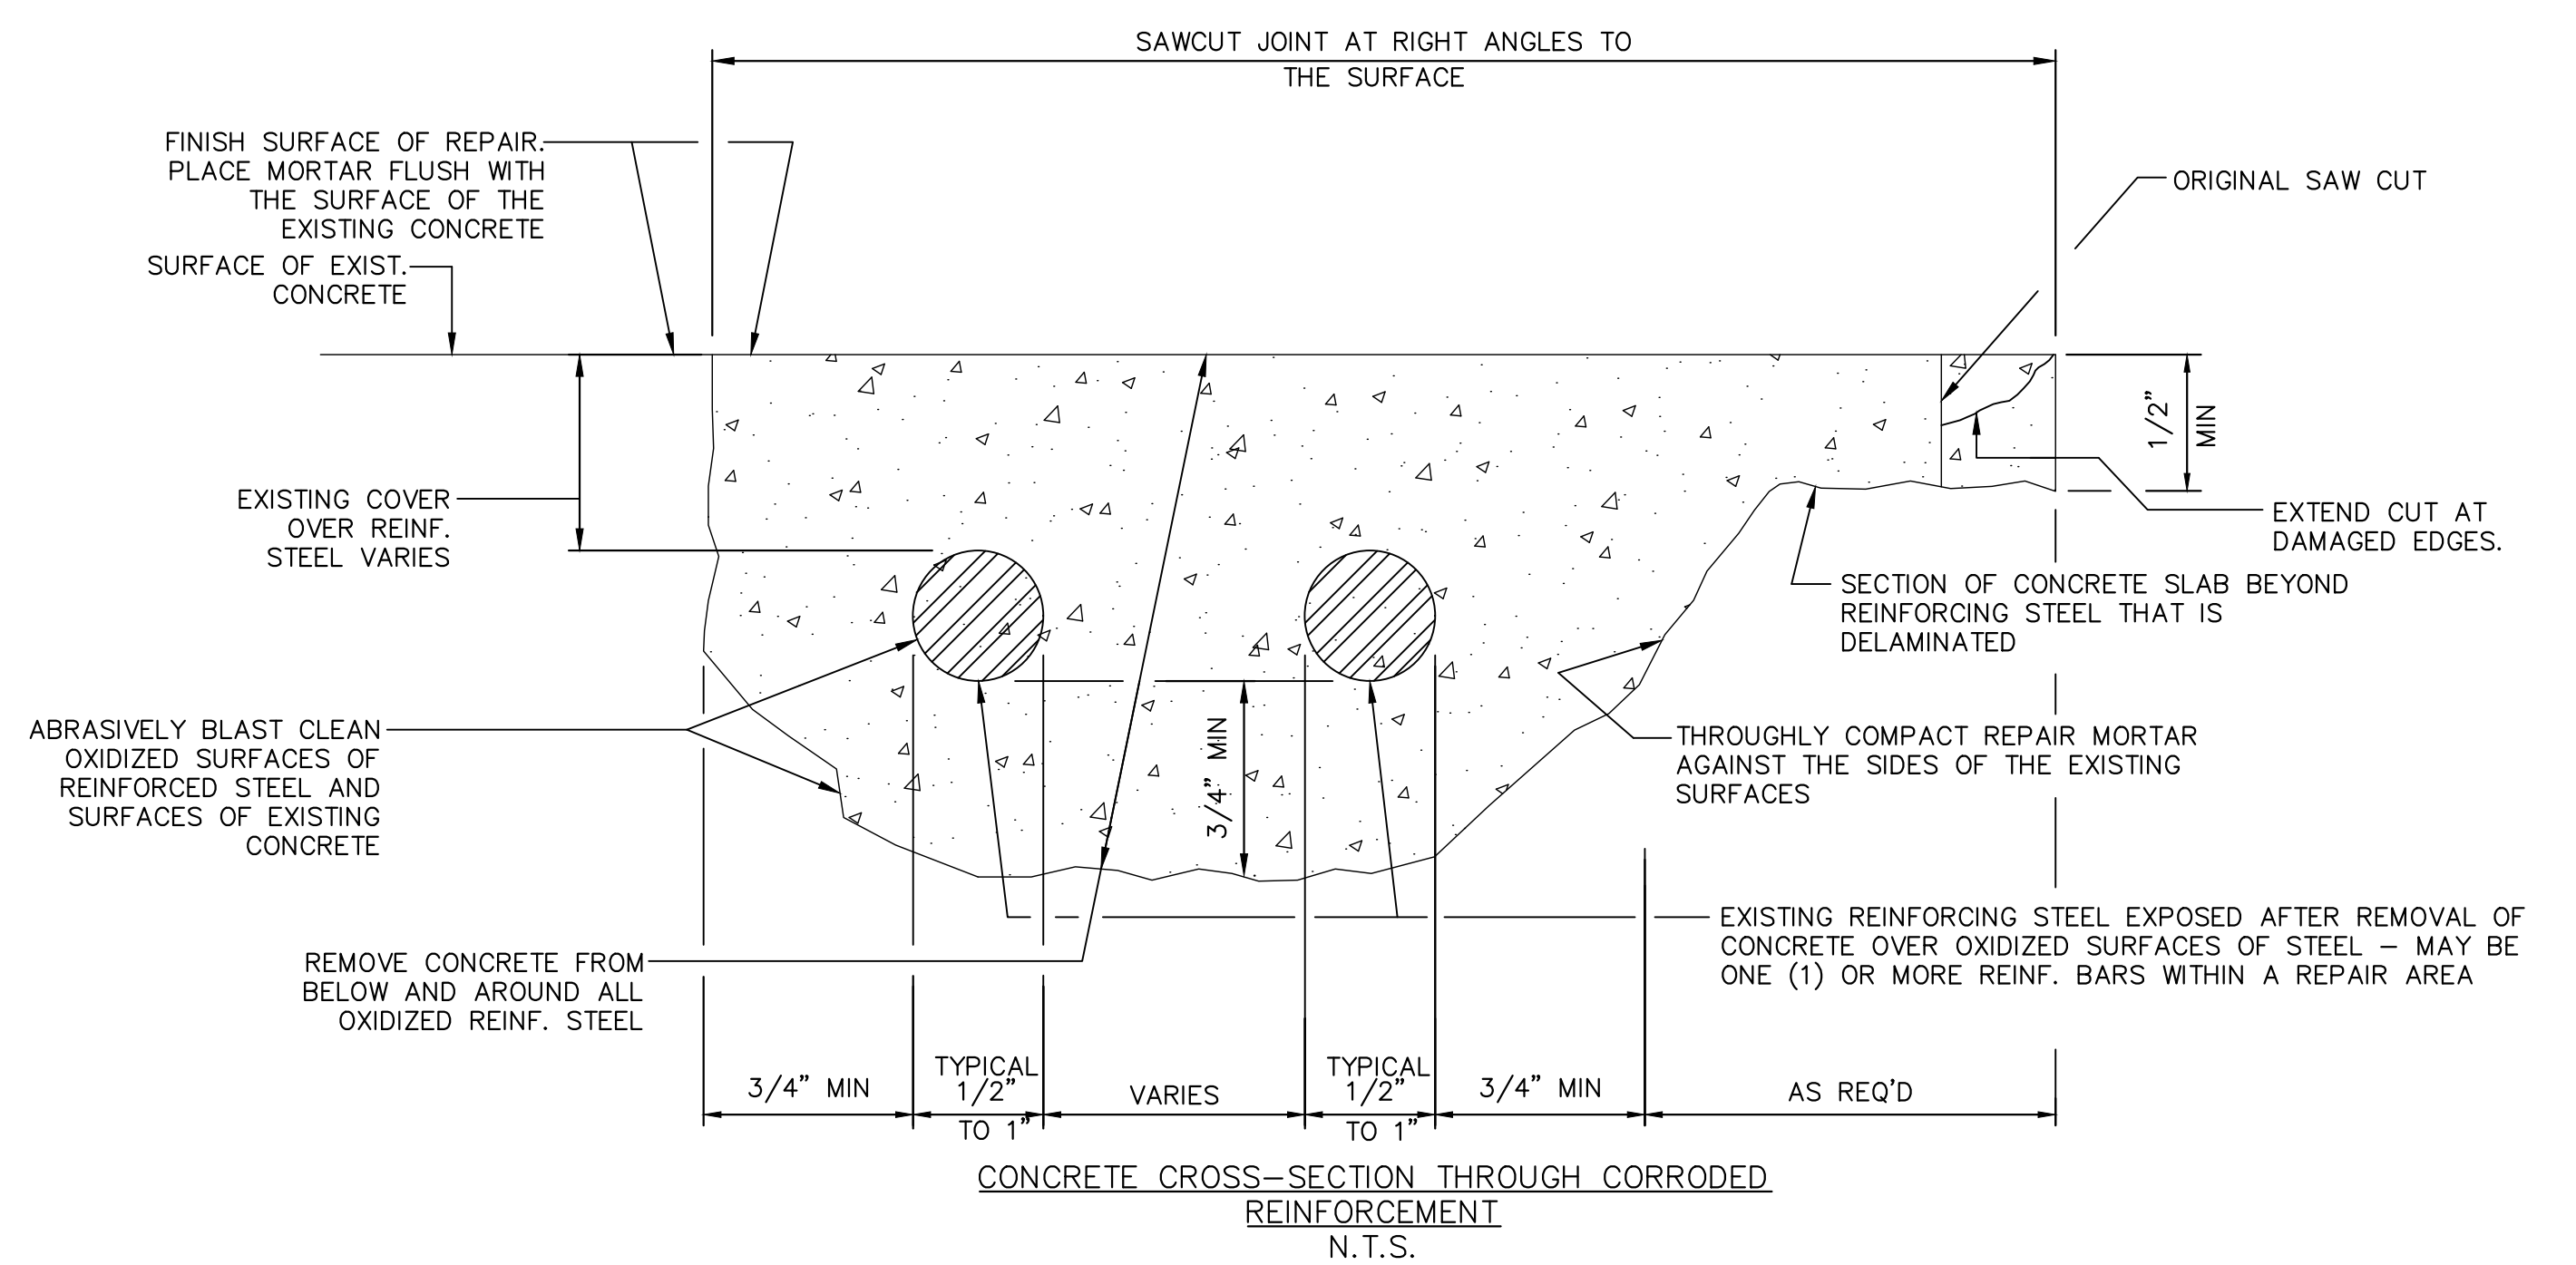 SAWCUT JOINT AT RIGHT ANGLES TO
THE SURFACE
FINISH SURFACE OF REPAIR.
PLACE MORTAR FLUSH WITH
THE SURFACE OF THE
EXISTING CONCRETE
SURFACE OF EXIST.
CONCRETE
ORIGINAL SAW CUT
1/2"
MIN
EXISTING COVER
OVER REINF.
STEEL VARIES
EXTEND CUT AT
DAMAGED EDGES.
SECTION OF CONCRETE SLAB BEYOND
REINFORCING STEEL THAT IS
DELAMINATED
ABRASIVELY BLAST CLEAN
OXIDIZED SURFACES OF
REINFORCED STEEL AND
SURFACES OF EXISTING
CONCRETE
3/4" MIN
THROUGHLY COMPACT REPAIR MORTAR
AGAINST THE SIDES OF THE EXISTING
SURFACES
EXISTING REINFORCING STEEL EXPOSED AFTER REMOVAL OF
CONCRETE OVER OXIDIZED SURFACES OF STEEL – MAY BE
ONE (1) OR MORE REINF. BARS WITHIN A REPAIR AREA
REMOVE CONCRETE FROM
BELOW AND AROUND ALL
OXIDIZED REINF. STEEL
3/4" MIN
TYPICAL
1/2"
TO 1"
VARIES
TYPICAL
1/2"
TO 1"
3/4" MIN
AS REQ'D
CONCRETE CROSS–SECTION THROUGH CORRODED
REINFORCEMENT
N.T.S.